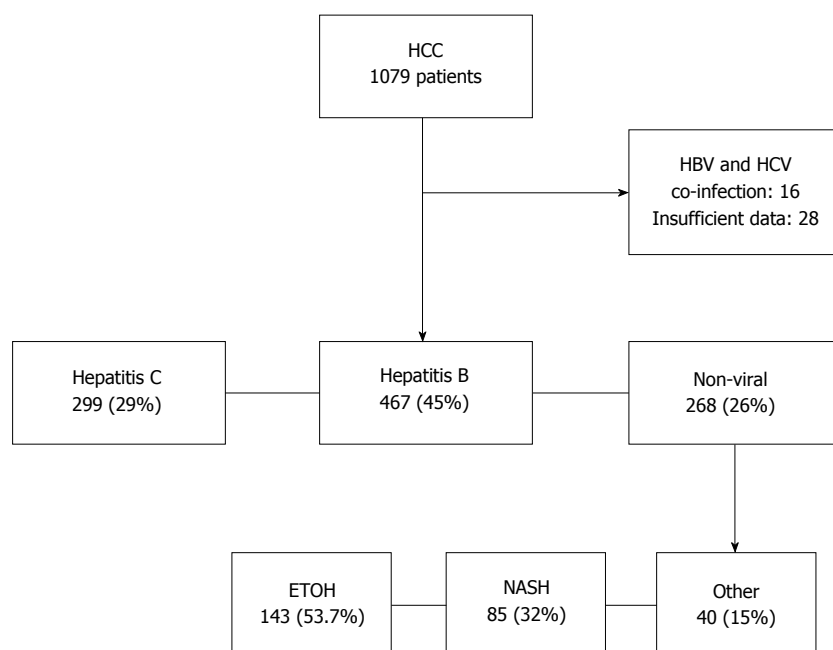 HCC
1079 patients
HBV and HCV
co-infection: 16
Insufficient data: 28
Hepatitis C
299 (29%)
Hepatitis B
467 (45%)
Non-viral
268 (26%)
ETOH
143 (53.7%)
NASH
85 (32%)
Other
40 (15%)